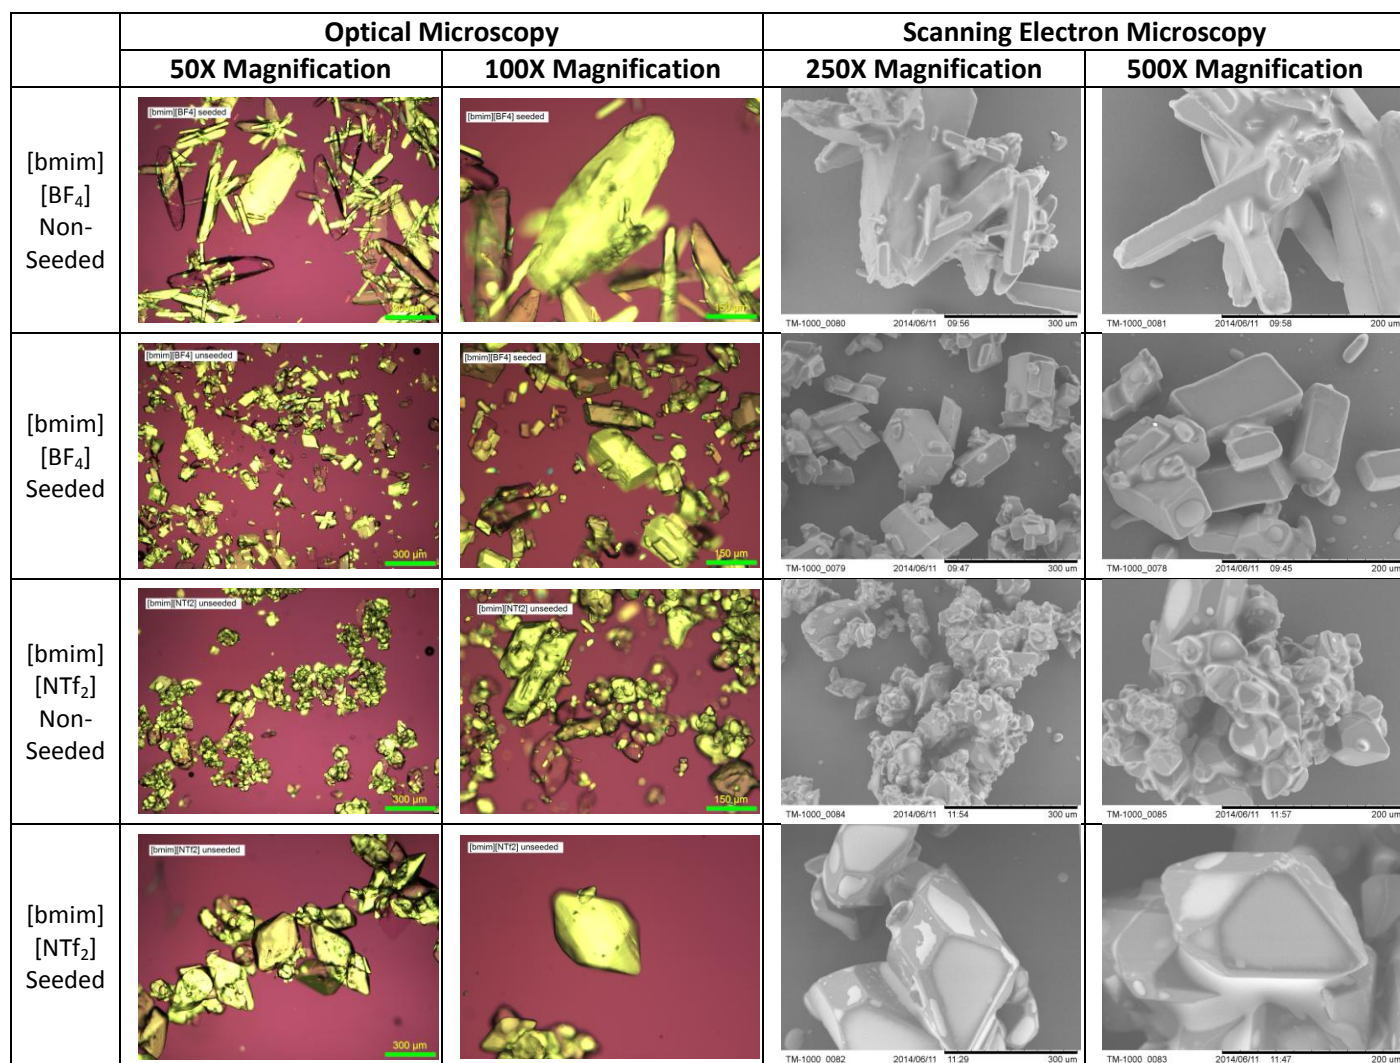 Optical Microscopy
Scanning Electron Microscopy
50X Magnification
100X Magnification
250X Magnification
500X Magnification
[bmim]
[BF₄]
Non-
Seeded
[bmim][BF4] seeded
[bmim][BF4] seeded
150 µm
TM-1000_0080 2014/06/11 09:56 300 um
TM-1000_0081 2014/06/11 09:58 200 um
[bmim]
[BF₄]
Seeded
[bmim][BF4] unseeded
300 µm
[bmim][BF4] seeded
150 µm
TM-1000_0079 2014/06/11 09:47 300 um
TM-1000_0078 2014/06/11 09:45 200 um
[bmim]
[NTf₂]
Non-
Seeded
[bmim][NTf2] unseeded
300 µm
[bmim][NTf2] unseeded
150 µm
TM-1000_0084 2014/06/11 11:54 300 um
TM-1000_0085 2014/06/11 11:57 200 um
[bmim]
[NTf₂]
Seeded
[bmim][NTf2] unseeded
300 µm
[bmim][NTf2] unseeded
TM-1000_0082 2014/06/11 11:29 300 um
TM-1000_0083 2014/06/11 11:47 200 um